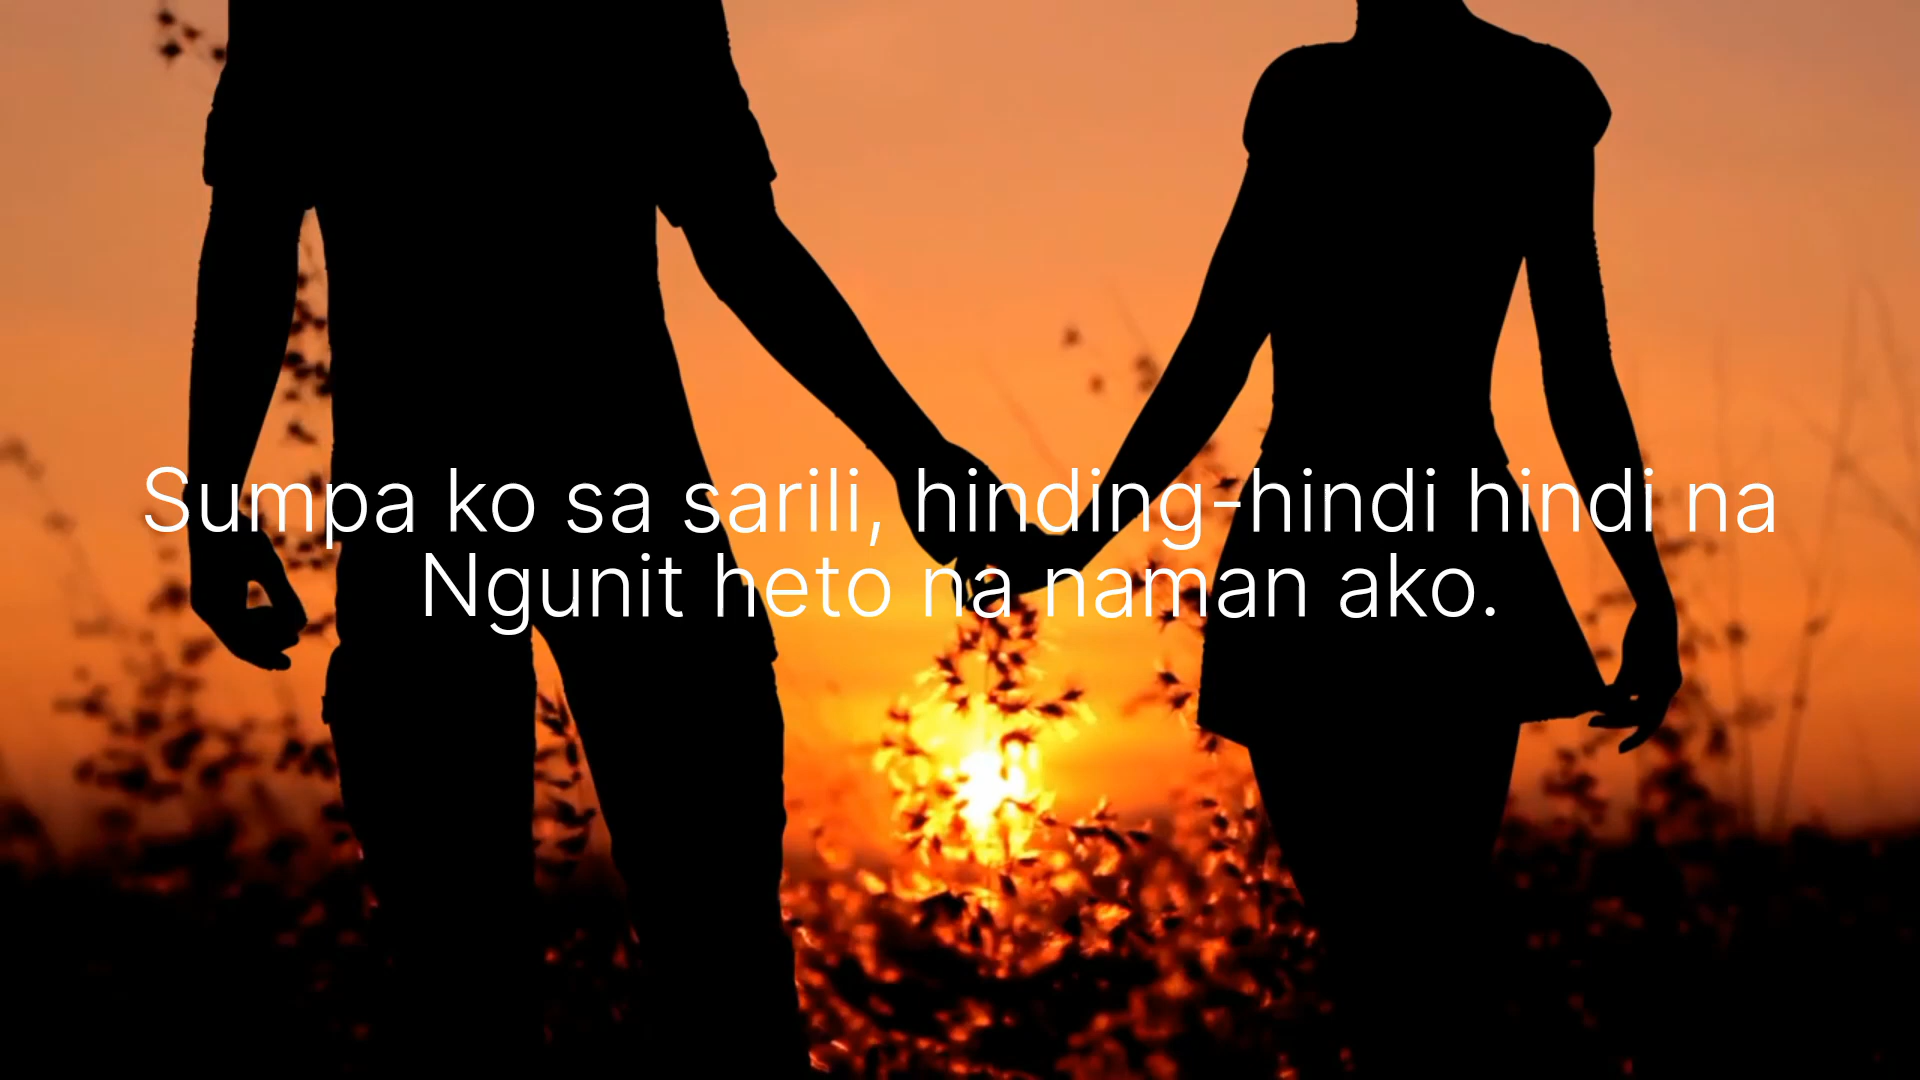 Sumpa ko sa sarili, hinding-hindi hindi na
Ngunit heto na naman ako.